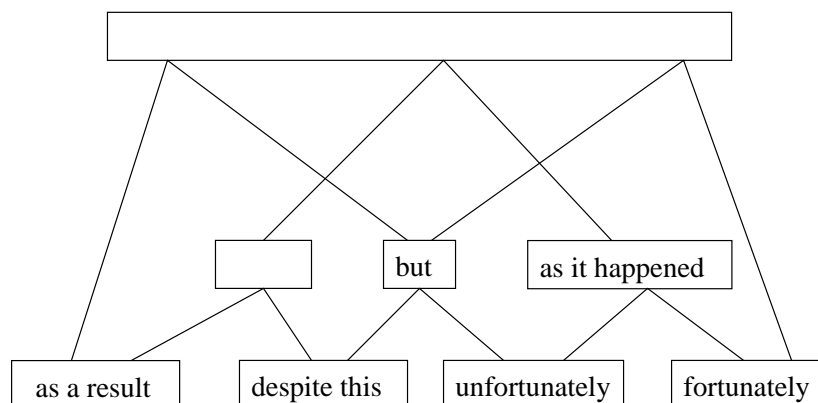 but
as it happened
as a result
despite this
unfortunately
fortunately